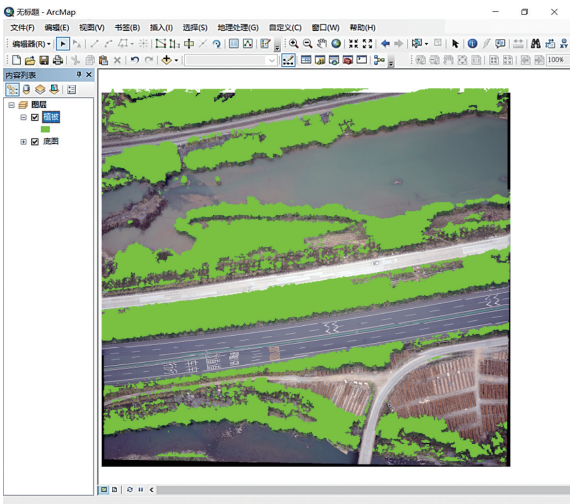 无标题 - ArcMap
文件(F) 编辑(E) 视图(V) 书签(B) 插入(I) 选择(S) 地理处理(G) 自定义(C) 窗口(W) 帮助(H)
编辑器(R)
100%
内容列表
图层
植被
底图